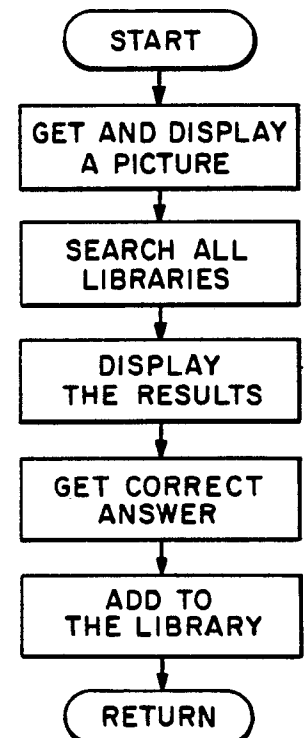 START
GET AND DISPLAY
A PICTURE
SEARCH ALL
LIBRARIES
DISPLAY
THE RESULTS
GET CORRECT
ANSWER
ADD TO
THE LIBRARY
RETURN